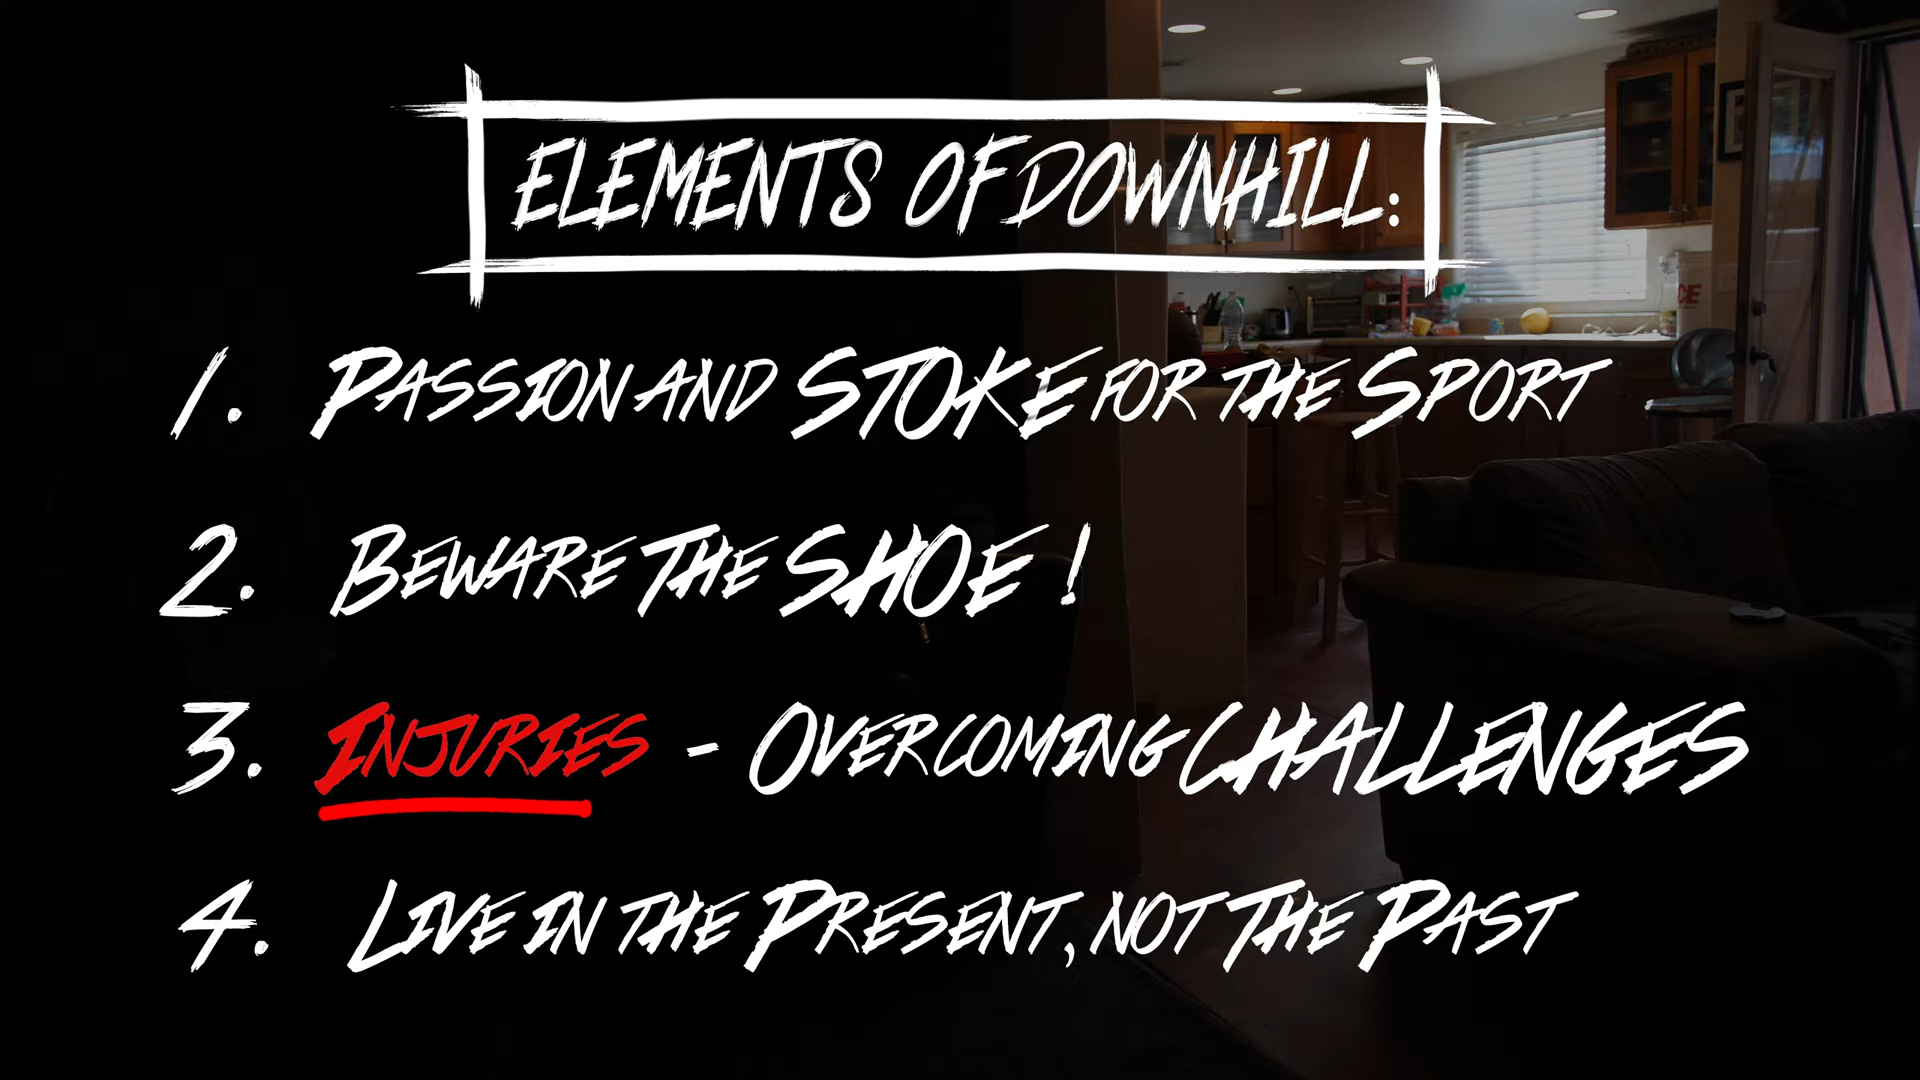 ELEMENTS OF DOWNHILL:
1. PASSION AND STOKE FOR THE SPORT
2. BEWARE THE SHOE!
3. INJURIES - OVERCOMING CHALLENGES
4. LIVE IN THE PRESENT, NOT THE PAST